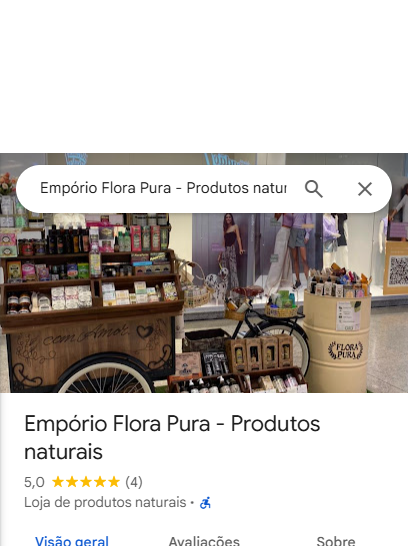 Empório Flora Pura - Produtos natur
com Amor
FLORA
PURA
Empório Flora Pura - Produtos
naturais
5,0 ★★★★★ (4)
Loja de produtos naturais ·
Visão geral
Avaliações
Sobre